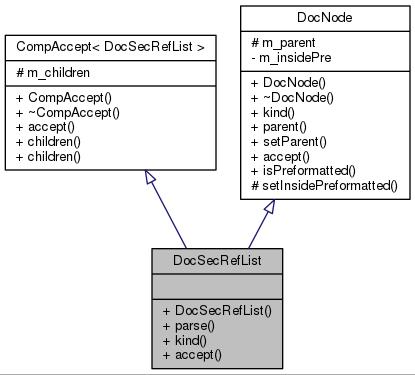 CompAccept< DocSecRefList >
# m_children
+ CompAccept()
+ ~CompAccept()
+ accept()
+ children()
+ children()
DocNode
# m_parent
- m_insidePre
+ DocNode()
+ ~DocNode()
+ kind()
+ parent()
+ setParent()
+ accept()
+ isPreformatted()
# setInsidePreformatted()
DocSecRefList
+ DocSecRefList()
+ parse()
+ kind()
+ accept()